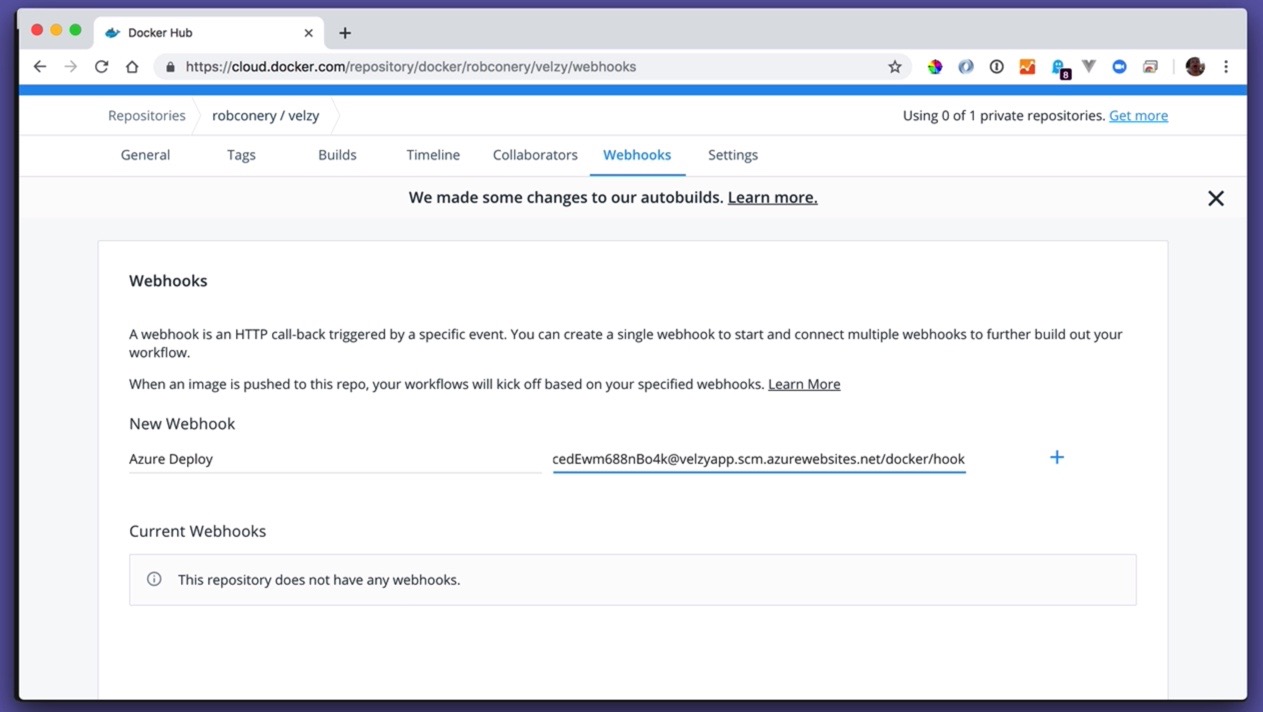 Docker Hub
https://cloud.docker.com/repository/docker/robconery/velzy/webhooks
8
Repositories
robconery / velzy
Using 0 of 1 private repositories. Get more
General
Tags
Builds
Timeline
Collaborators
Webhooks
Settings
We made some changes to our autobuilds. Learn more.
Webhooks
A webhook is an HTTP call-back triggered by a specific event. You can create a single webhook to start and connect multiple webhooks to further build out your
workflow.
When an image is pushed to this repo, your workflows will kick off based on your specified webhooks. Learn More
New Webhook
Azure Deploy
cedEwm688nBo4k@velzyapp.scm.azurewebsites.net/docker/hook
Current Webhooks
This repository does not have any webhooks.